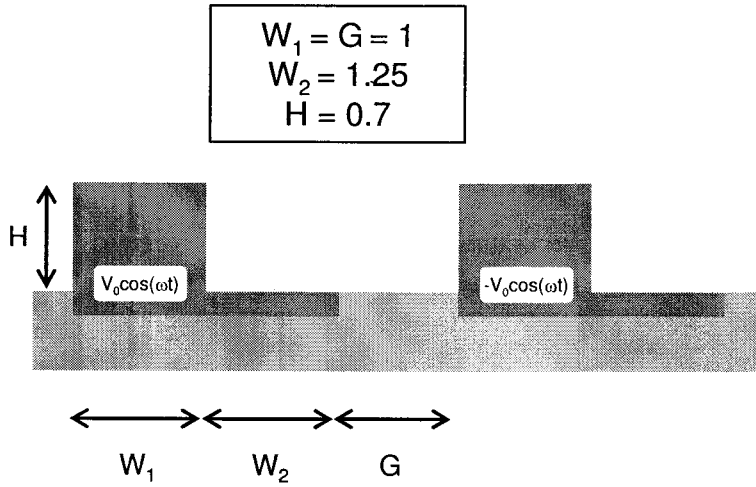 W₁ = G = 1
W₂ = 1.25
H = 0.7
H
V₀cos(ωt)
-V₀cos(ωt)
W₁
W₂
G